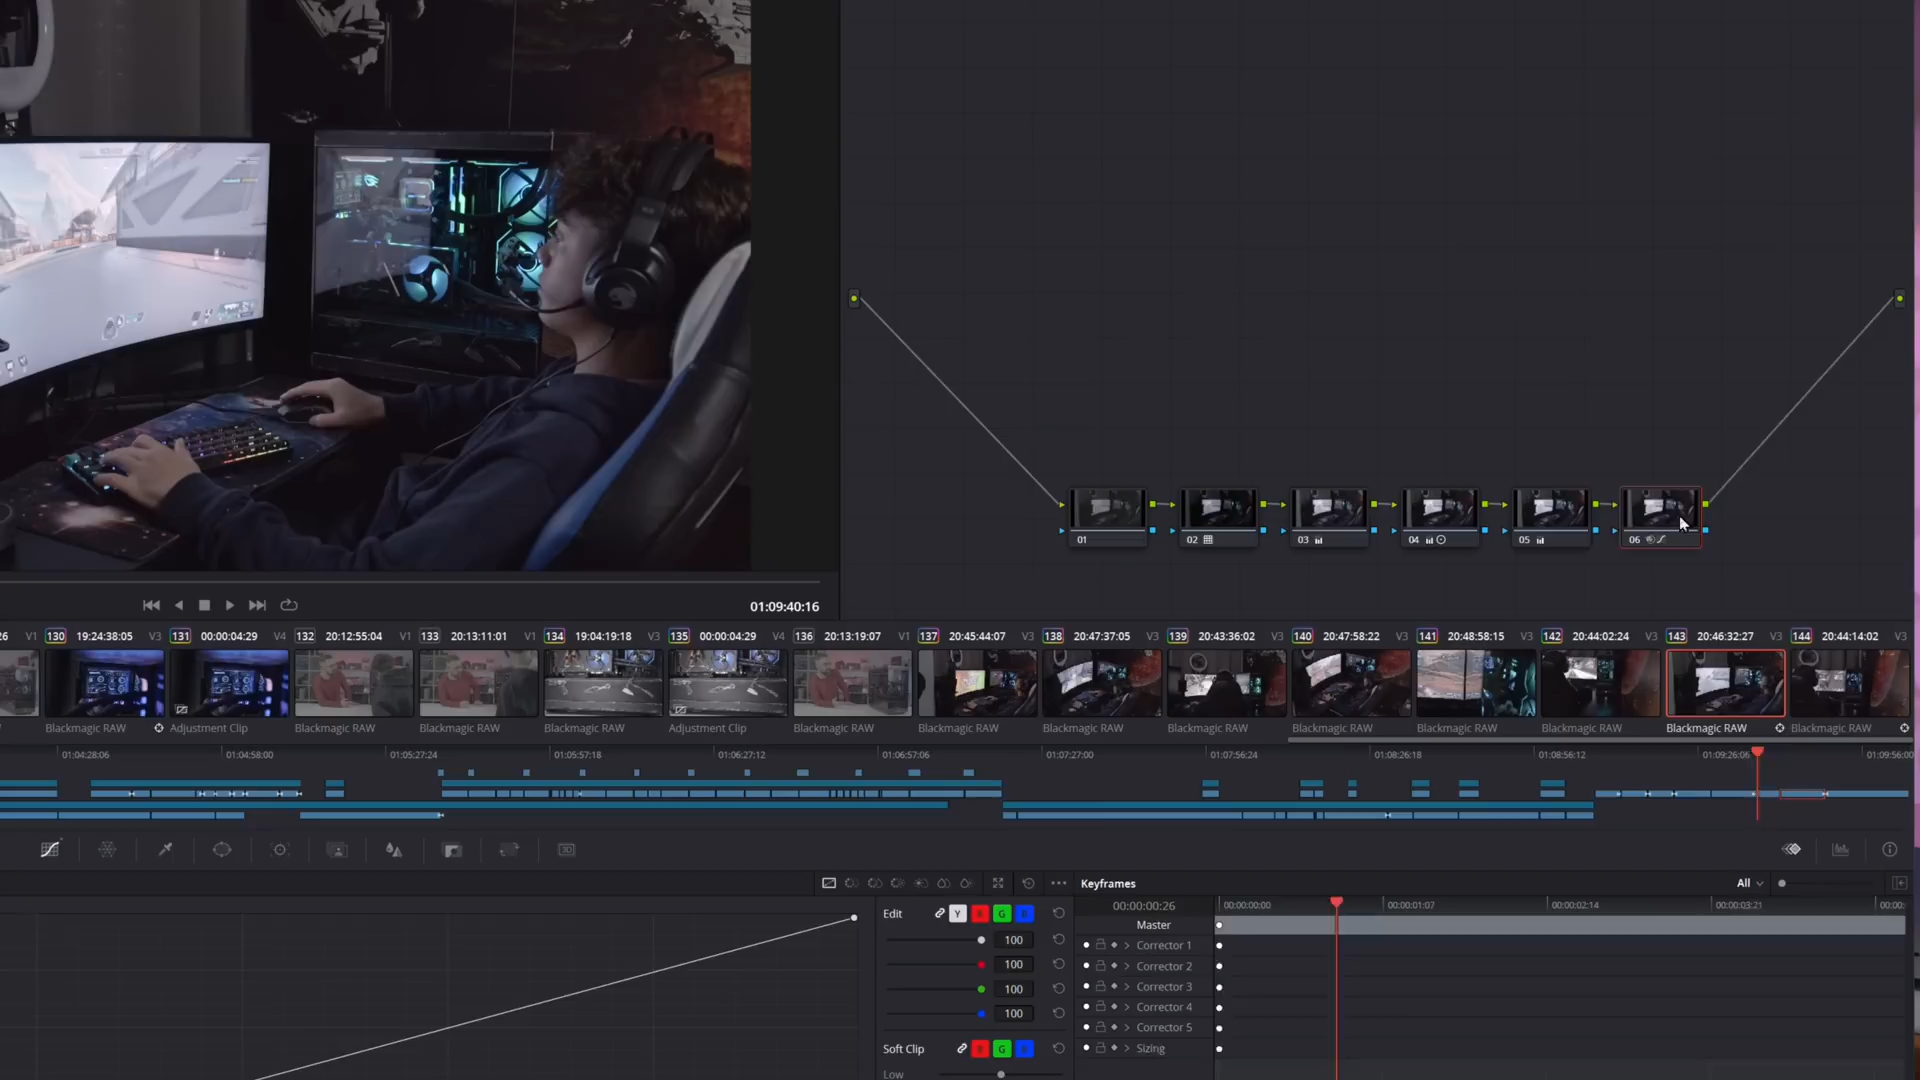 01
02
03
04
05
06
01:09:40:16
26 V1 130 19:24:38:05 V3 131 00:00:04:29 V4 132 20:12:55:04 V1 133 20:13:11:01 V1 134 19:04:19:18 V3 135 00:00:04:29 V4 136 20:13:19:07 V1 137 20:45:44:07 V3 138 20:47:37:05 V3 139 20:43:36:02 V3 140 20:47:58:22 V3 141 20:48:58:15 V3 142 20:44:02:24 V3 143 20:46:32:27 V3 144 20:44:14:02 V3
Blackmagic RAW Adjustment Clip Blackmagic RAW Blackmagic RAW Blackmagic RAW Adjustment Clip Blackmagic RAW Blackmagic RAW Blackmagic RAW Blackmagic RAW Blackmagic RAW Blackmagic RAW Blackmagic RAW Blackmagic RAW Blackmagic RAW
01:04:28:06 01:04:58:00 01:05:27:24 01:05:57:18 01:06:27:12 01:06:57:06 01:07:27:00 01:07:56:24 01:08:26:18 01:08:56:12 01:09:26:06 01:09:56:00
Keyframes All
Edit Y R G B
100
100
100
100
Soft Clip R G B
Low
00:00:00:26 00:00:00:00 00:00:01:07 00:00:02:14 00:00:03:21 00:00:
Master
Corrector 1
Corrector 2
Corrector 3
Corrector 4
Corrector 5
Sizing